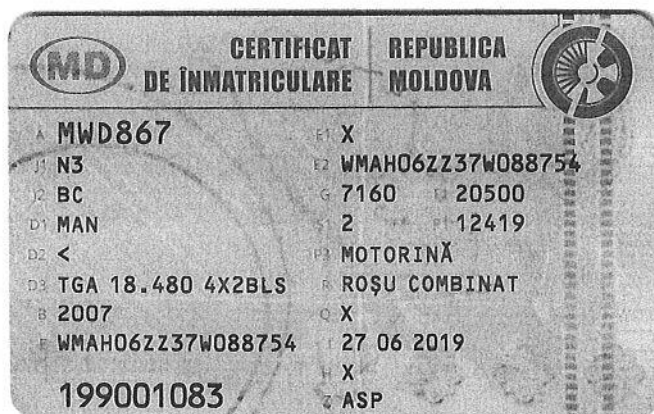 MD
CERTIFICAT
DE ÎNMATRICULARE
REPUBLICA
MOLDOVA
A MWD867
J1 N3
J2 BC
D1 MAN
D2 <
D3 TGA 18.480 4X2BLS
B 2007
E WMAH06ZZ37W088754
199001083
E1 X
E2 WMAH06ZZ37W088754
G 7160 F1 20500
S1 2 P1 12419
P3 MOTORINĂ
R ROȘU COMBINAT
Q X
I 27 06 2019
H X
Z ASP